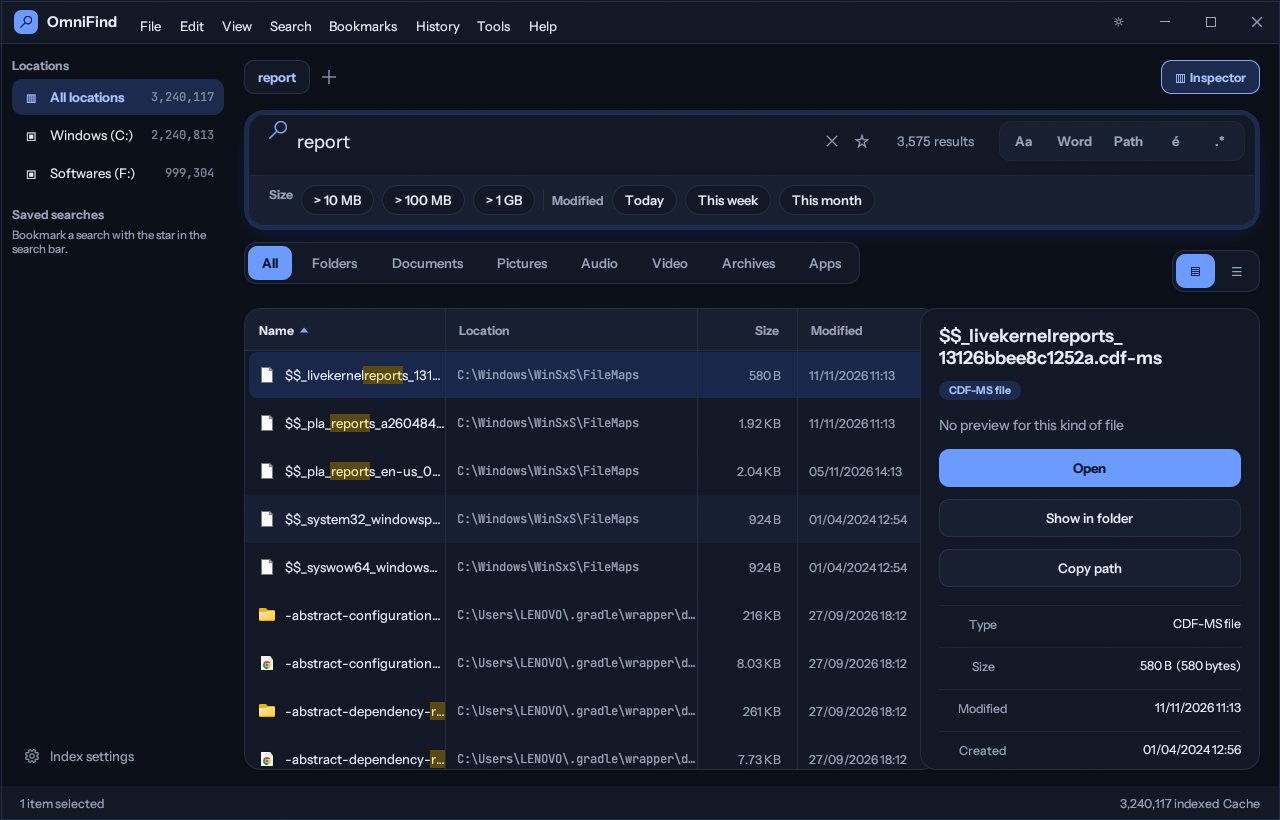 OmniFind File Edit View Search Bookmarks History Tools Help
Locations
All locations 3,240,117
Windows (C:) 2,240,813
Softwares (F:) 999,304
Saved searches
Bookmark a search with the star in the
search bar.
Index settings
report
Inspector
report 3,575 results Aa Word Path é .*
Size > 10 MB > 100 MB > 1 GB Modified Today This week This month
All Folders Documents Pictures Audio Video Archives Apps
Name Location Size Modified
$$_livekernelreports_131… C:\Windows\WinSxS\FileMaps 580 B 11/11/2026 11:13
$$_pla_reports_a260484… C:\Windows\WinSxS\FileMaps 1.92 KB 11/11/2026 11:13
$$_pla_reports_en-us_0… C:\Windows\WinSxS\FileMaps 2.04 KB 05/11/2026 14:13
$$_system32_windowsp… C:\Windows\WinSxS\FileMaps 924 B 01/04/2024 12:54
$$_syswow64_windows… C:\Windows\WinSxS\FileMaps 924 B 01/04/2024 12:54
-abstract-configuration… C:\Users\LENOVO\.gradle\wrapper\d… 216 KB 27/09/2026 18:12
-abstract-configuration… C:\Users\LENOVO\.gradle\wrapper\d… 8.03 KB 27/09/2026 18:12
-abstract-dependency-r… C:\Users\LENOVO\.gradle\wrapper\d… 261 KB 27/09/2026 18:12
-abstract-dependency-r… C:\Users\LENOVO\.gradle\wrapper\d… 7.73 KB 27/09/2026 18:12
$$_livekernelreports_
13126bbee8c1252a.cdf-ms
CDF-MS file
No preview for this kind of file
Open
Show in folder
Copy path
Type CDF-MS file
Size 580 B (580 bytes)
Modified 11/11/2026 11:13
Created 01/04/2024 12:56
1 item selected
3,240,117 indexed Cache